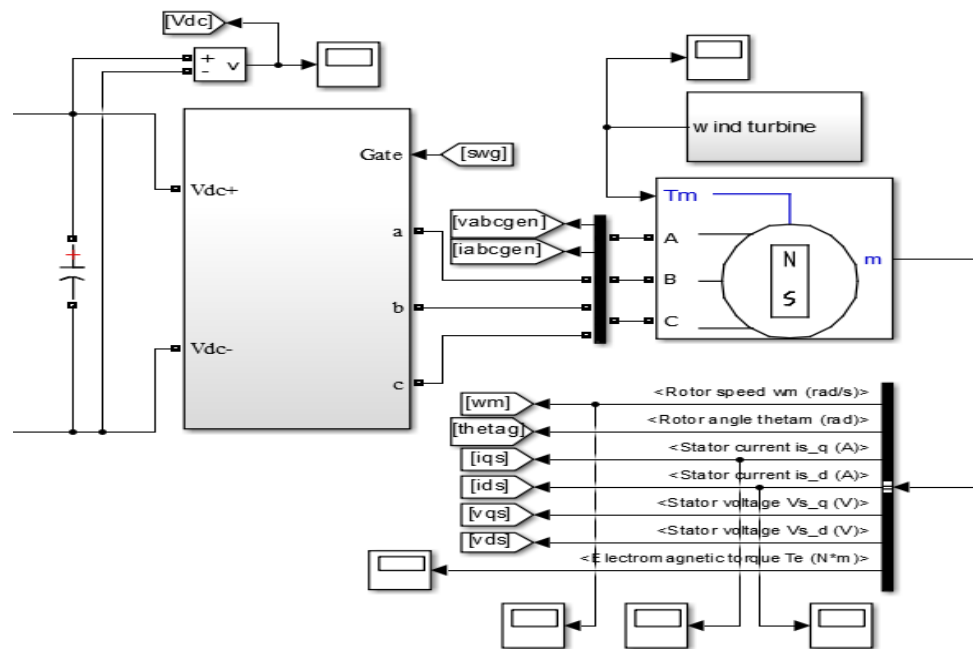 [Vdc]
+
- v
wind turbine
Gate [swg]
Vdc+
Tm
[vabcgen]
a
A
[iabcgen]
+
N
m
B
S
b
C
Vdc-
c
<Rotor speed wm (rad/s)>
[wm]
<Rotor angle thetam (rad)>
[thetag]
<Stator current is_q (A)>
[iqs]
<Stator current is_d (A)>
[ids]
<Stator voltage Vs_q (V)>
[vqs]
<Stator voltage Vs_d (V)>
[vds]
<Electromagnetic torque Te (N*m)>